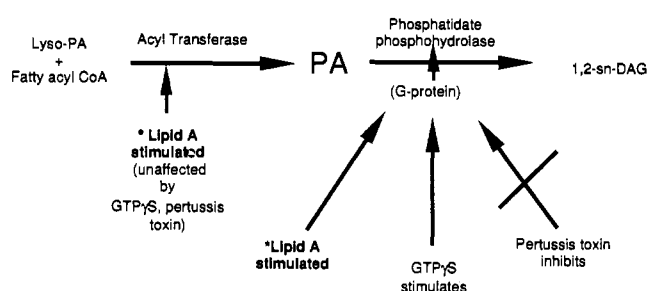 Lyso-PA
+
Fatty acyl CoA
Acyl Transferase
PA
Phosphatidate
phosphohydrolase
1,2-sn-DAG
(G-protein)
* Lipid A
stimulated
(unaffected
by
GTPγS, pertussis
toxin)
*Lipid A
stimulated
GTPγS
stimulates
Pertussis toxin
inhibits